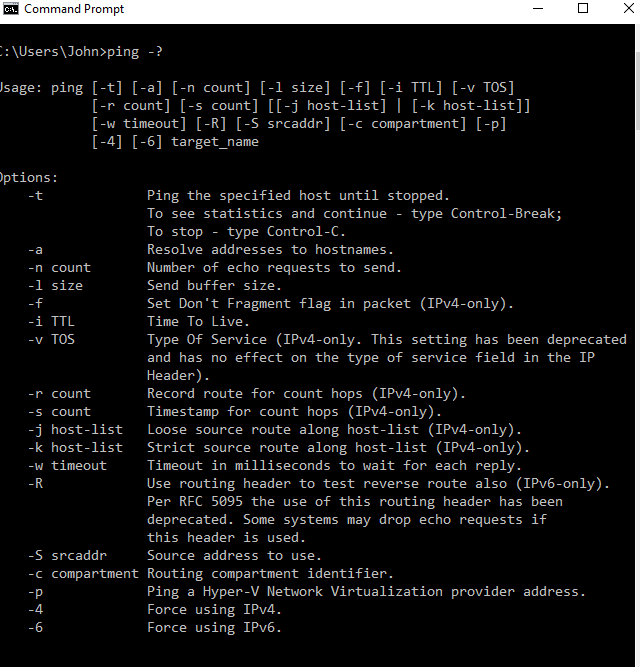 Command Prompt
C:\Users\John>ping -?
Usage: ping [-t] [-a] [-n count] [-l size] [-f] [-i TTL] [-v TOS]
            [-r count] [-s count] [[-j host-list] | [-k host-list]]
            [-w timeout] [-R] [-S srcaddr] [-c compartment] [-p]
            [-4] [-6] target_name
Options:
    -t             Ping the specified host until stopped.
                   To see statistics and continue - type Control-Break;
                   To stop - type Control-C.
    -a             Resolve addresses to hostnames.
    -n count       Number of echo requests to send.
    -l size        Send buffer size.
    -f             Set Don't Fragment flag in packet (IPv4-only).
    -i TTL         Time To Live.
    -v TOS         Type Of Service (IPv4-only. This setting has been deprecated
                   and has no effect on the type of service field in the IP
                   Header).
    -r count       Record route for count hops (IPv4-only).
    -s count       Timestamp for count hops (IPv4-only).
    -j host-list   Loose source route along host-list (IPv4-only).
    -k host-list   Strict source route along host-list (IPv4-only).
    -w timeout     Timeout in milliseconds to wait for each reply.
    -R             Use routing header to test reverse route also (IPv6-only).
                   Per RFC 5095 the use of this routing header has been
                   deprecated. Some systems may drop echo requests if
                   this header is used.
    -S srcaddr     Source address to use.
    -c compartment Routing compartment identifier.
    -p             Ping a Hyper-V Network Virtualization provider address.
    -4             Force using IPv4.
    -6             Force using IPv6.